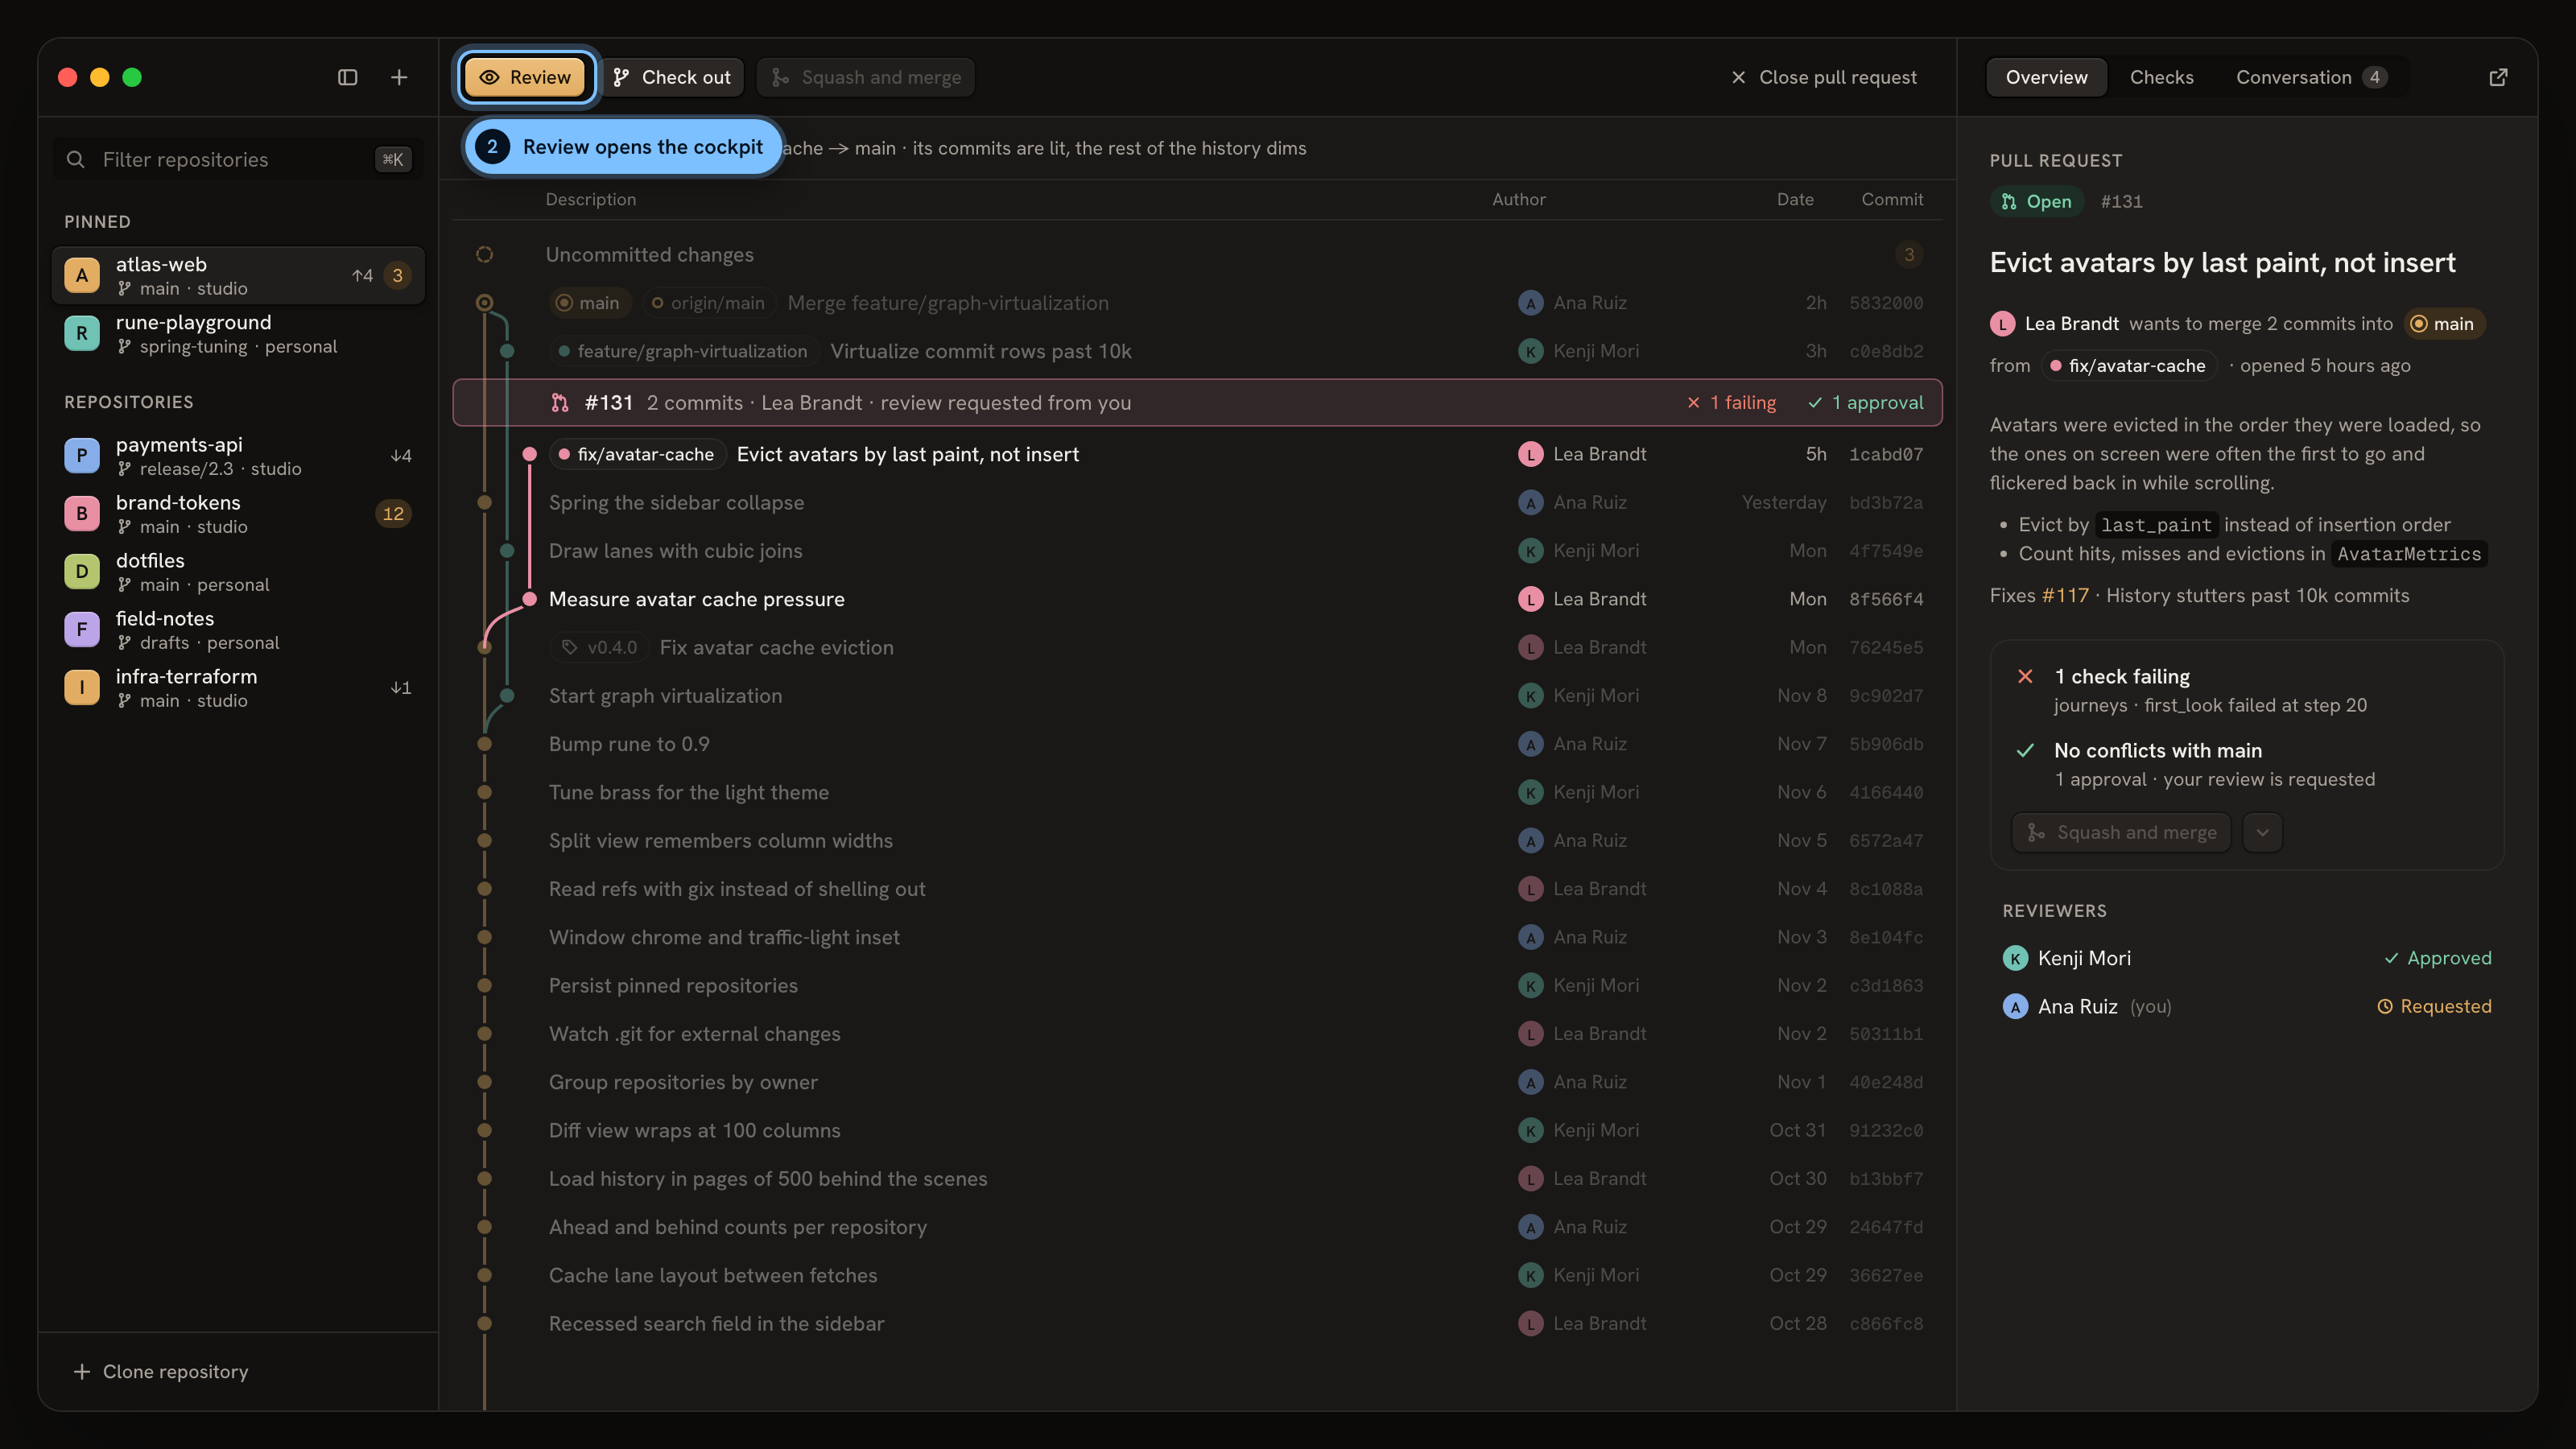 Review
Check out
Squash and merge
Close pull request
Overview
Checks
Conversation 4
2 Review opens the cockpit
ache → main · its commits are lit, the rest of the history dims
Filter repositories ⌘K
PINNED
A atlas-web ↑4 3
main · studio
R rune-playground
spring-tuning · personal
REPOSITORIES
P payments-api ↓4
release/2.3 · studio
B brand-tokens 12
main · studio
D dotfiles
main · personal
F field-notes
drafts · personal
I infra-terraform ↓1
main · studio
Clone repository
Description Author Date Commit
Uncommitted changes 3
main origin/main Merge feature/graph-virtualization A Ana Ruiz 2h 5832000
feature/graph-virtualization Virtualize commit rows past 10k K Kenji Mori 3h c0e8db2
#131 2 commits · Lea Brandt · review requested from you 1 failing 1 approval
fix/avatar-cache Evict avatars by last paint, not insert L Lea Brandt 5h 1cabd07
Spring the sidebar collapse A Ana Ruiz Yesterday bd3b72a
Draw lanes with cubic joins K Kenji Mori Mon 4f7549e
Measure avatar cache pressure L Lea Brandt Mon 8f566f4
v0.4.0 Fix avatar cache eviction L Lea Brandt Mon 76245e5
Start graph virtualization K Kenji Mori Nov 8 9c902d7
Bump rune to 0.9 A Ana Ruiz Nov 7 5b906db
Tune brass for the light theme K Kenji Mori Nov 6 4166440
Split view remembers column widths A Ana Ruiz Nov 5 6572a47
Read refs with gix instead of shelling out L Lea Brandt Nov 4 8c1088a
Window chrome and traffic-light inset A Ana Ruiz Nov 3 8e104fc
Persist pinned repositories K Kenji Mori Nov 2 c3d1863
Watch .git for external changes L Lea Brandt Nov 2 50311b1
Group repositories by owner A Ana Ruiz Nov 1 40e248d
Diff view wraps at 100 columns K Kenji Mori Oct 31 91232c0
Load history in pages of 500 behind the scenes L Lea Brandt Oct 30 b13bbf7
Ahead and behind counts per repository A Ana Ruiz Oct 29 24647fd
Cache lane layout between fetches K Kenji Mori Oct 29 36627ee
Recessed search field in the sidebar L Lea Brandt Oct 28 c866fc8
PULL REQUEST
Open #131
Evict avatars by last paint, not insert
L Lea Brandt wants to merge 2 commits into main
from fix/avatar-cache · opened 5 hours ago
Avatars were evicted in the order they were loaded, so
the ones on screen were often the first to go and
flickered back in while scrolling.
• Evict by last_paint instead of insertion order
• Count hits, misses and evictions in AvatarMetrics
Fixes #117 · History stutters past 10k commits
1 check failing
journeys · first_look failed at step 20
No conflicts with main
1 approval · your review is requested
Squash and merge
REVIEWERS
K Kenji Mori Approved
A Ana Ruiz (you) Requested